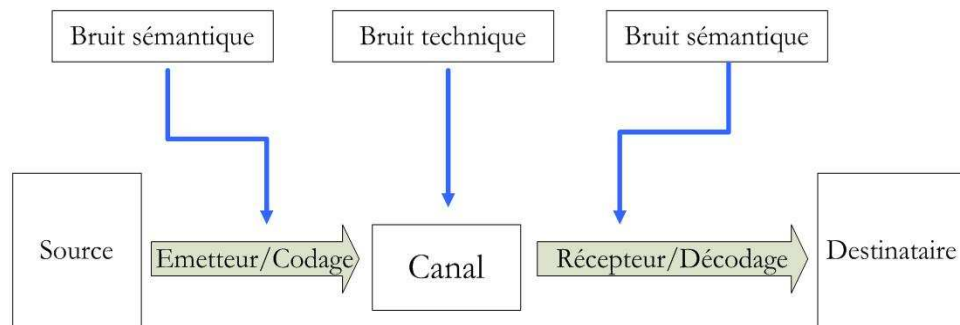 Bruit sémantique
Bruit technique
Bruit sémantique
Source
Emetteur/Codage
Canal
Récepteur/Décodage
Destinataire